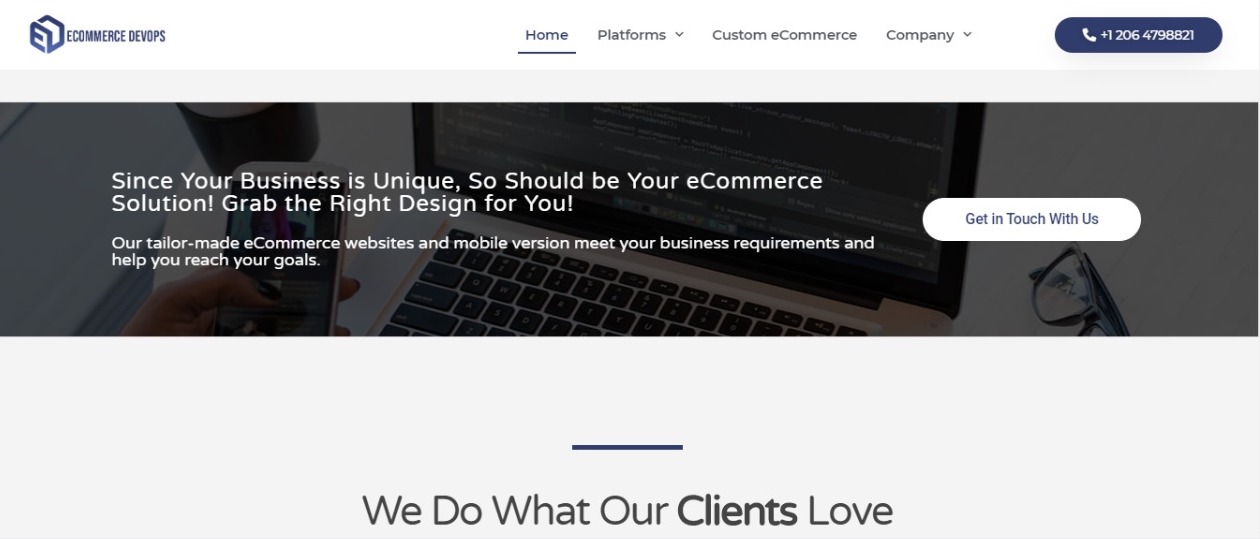 ECOMMERCE DEVOPS
Home Platforms Custom eCommerce Company
+1 206 4798821
Since Your Business is Unique, So Should be Your eCommerce
Solution! Grab the Right Design for You!
Our tailor-made eCommerce websites and mobile version meet your business requirements and
help you reach your goals.
Get in Touch With Us
We Do What Our Clients Love